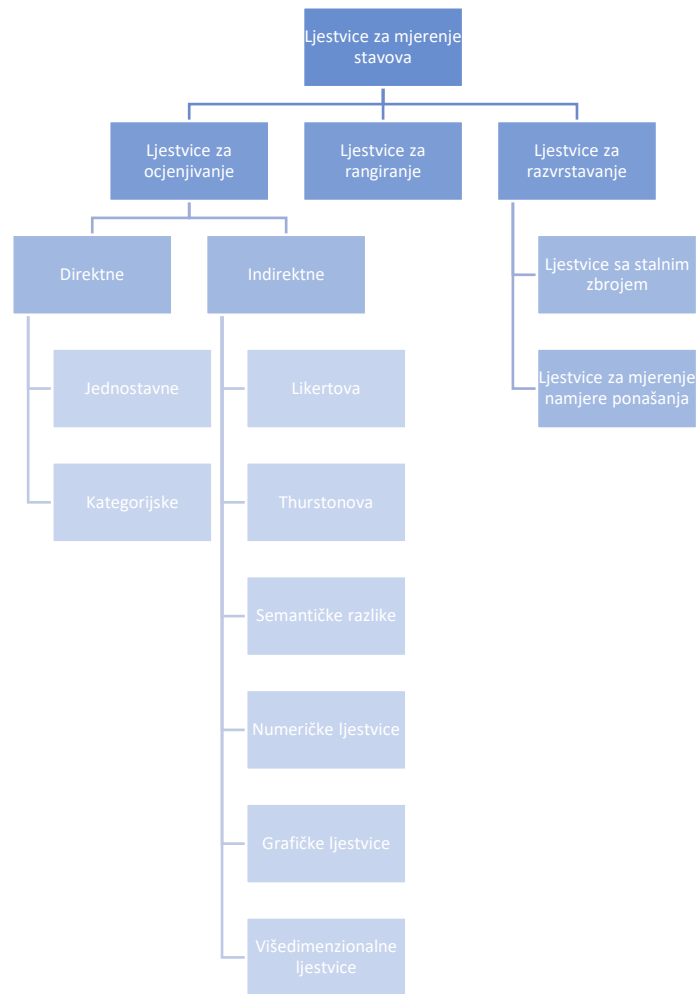 Ljestvice za mjerenje
stavova
Ljestvice za
ocjenjivanje
Ljestvice za
rangiranje
Ljestvice za
razvrstavanje
Direktne
Indirektne
Ljestvice sa stalnim
zbrojem
Jednostavne
Likertova
Ljestvice za mjerenje
namjere ponašanja
Kategorijske
Thurstonova
Semantičke razlike
Numeričke ljestvice
Grafičke ljestvice
Višedimenzionalne
ljestvice